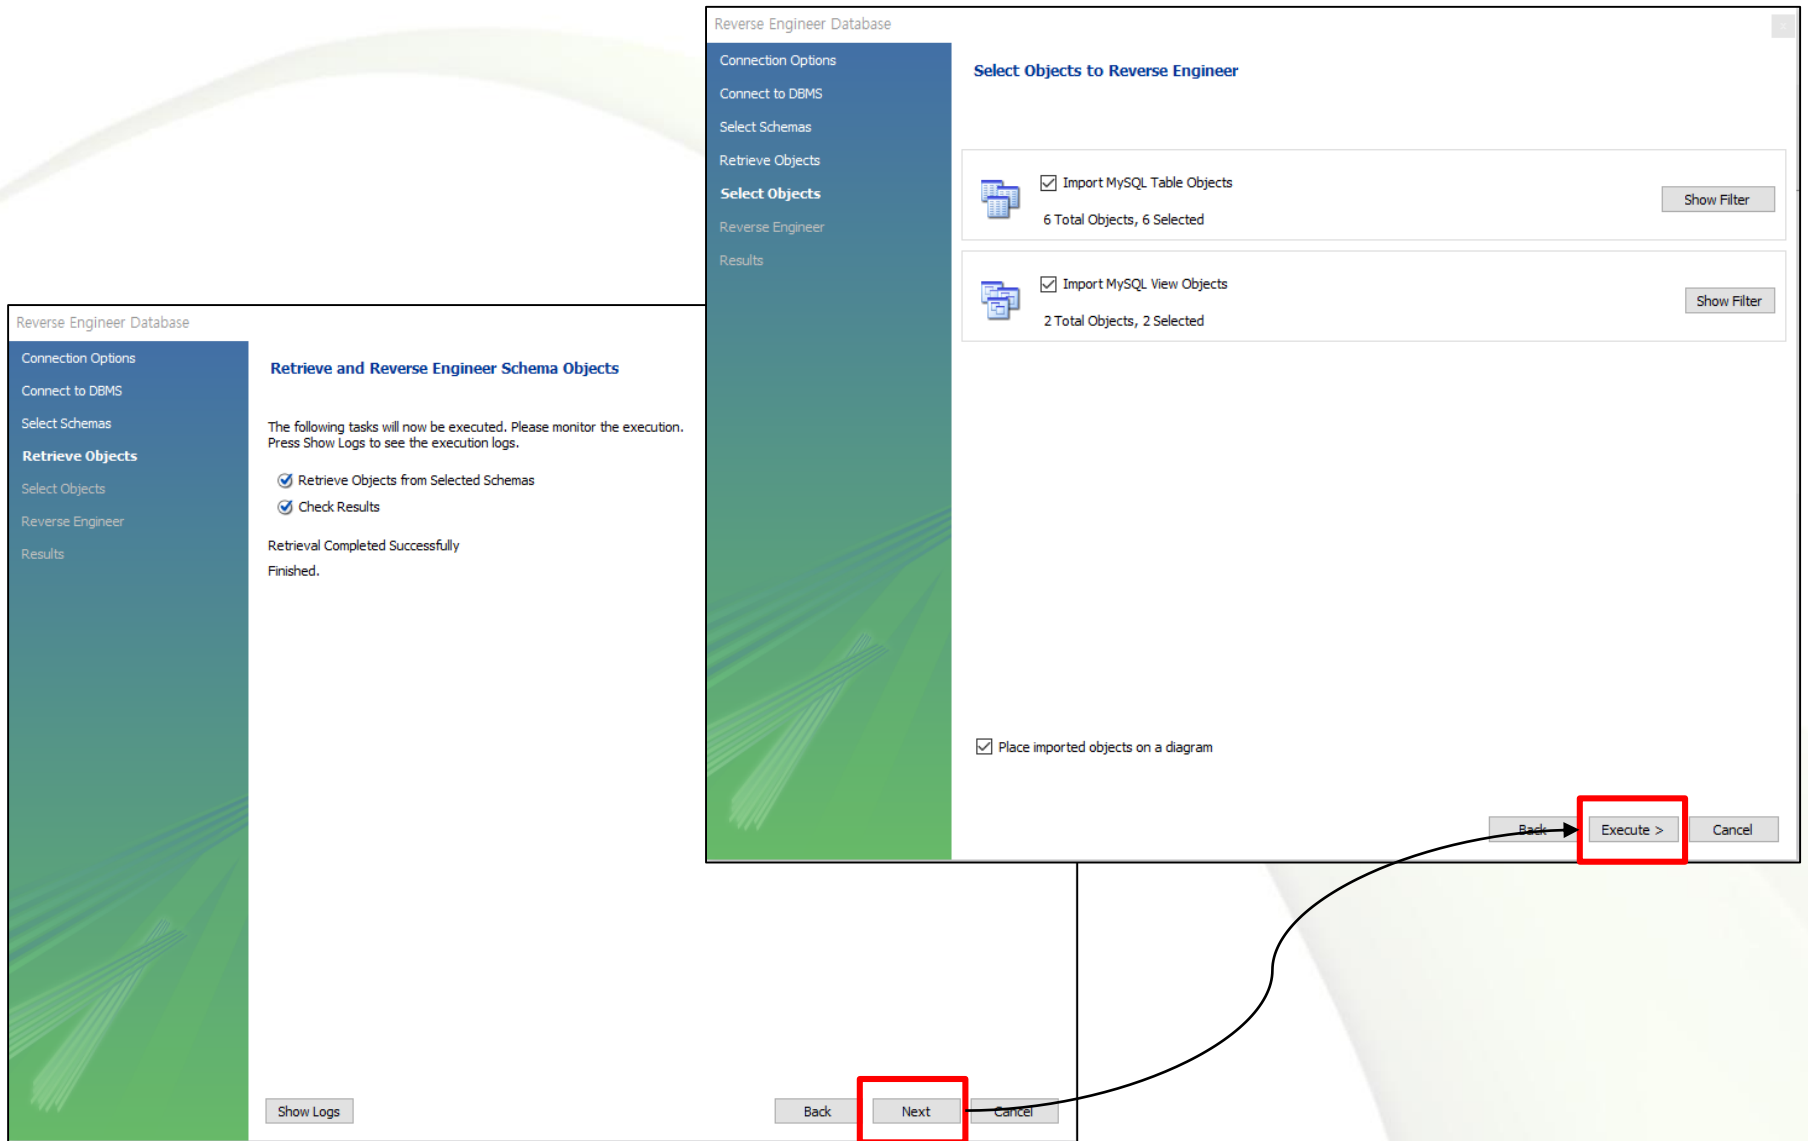 Reverse Engineer Database
Connection Options
Connect to DBMS
Select Schemas
Retrieve Objects
Select Objects
Reverse Engineer
Results
Select Objects to Reverse Engineer
Import MySQL Table Objects
6 Total Objects, 6 Selected
Show Filter
Import MySQL View Objects
2 Total Objects, 2 Selected
Show Filter
Place imported objects on a diagram
Back
Execute >
Cancel
Reverse Engineer Database
Connection Options
Connect to DBMS
Select Schemas
Retrieve Objects
Select Objects
Reverse Engineer
Results
Retrieve and Reverse Engineer Schema Objects
The following tasks will now be executed. Please monitor the execution.
Press Show Logs to see the execution logs.
Retrieve Objects from Selected Schemas
Check Results
Retrieval Completed Successfully
Finished.
Show Logs
Back
Next
Cancel